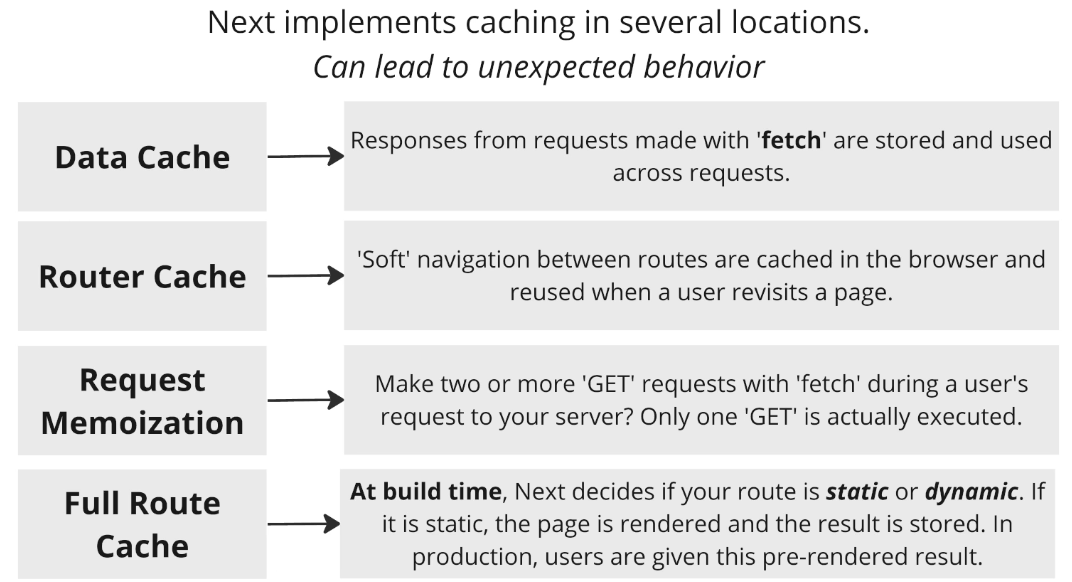 Next implements caching in several locations.
Can lead to unexpected behavior
Data Cache
Responses from requests made with 'fetch' are stored and used
across requests.
Router Cache
'Soft' navigation between routes are cached in the browser and
reused when a user revisits a page.
Request
Memoization
Make two or more 'GET' requests with 'fetch' during a user's
request to your server? Only one 'GET' is actually executed.
Full Route
Cache
At build time, Next decides if your route is static or dynamic. If
it is static, the page is rendered and the result is stored. In
production, users are given this pre-rendered result.